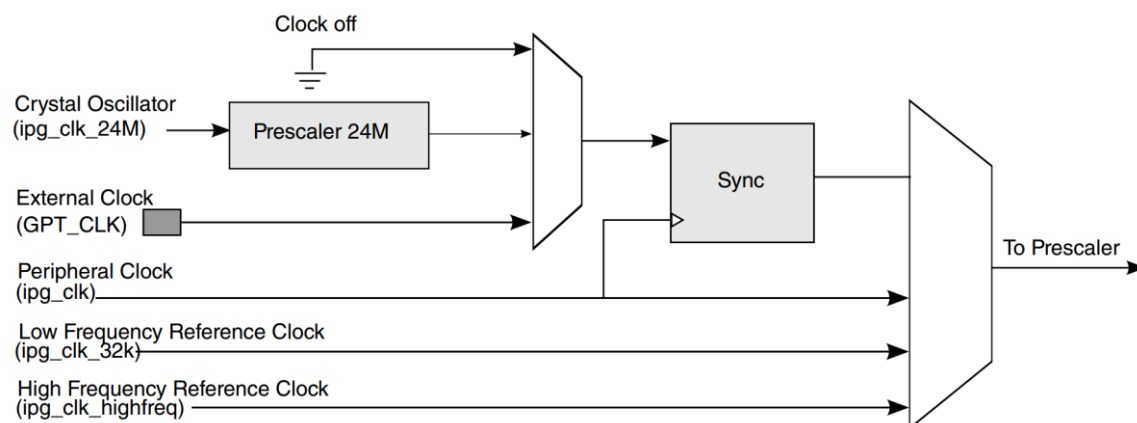 Clock off
Crystal Oscillator
(ipg_clk_24M)
Prescaler 24M
External Clock
(GPT_CLK)
Sync
To Prescaler
Peripheral Clock
(ipg_clk)
Low Frequency Reference Clock
(ipg_clk_32k)
High Frequency Reference Clock
(ipg_clk_highfreq)